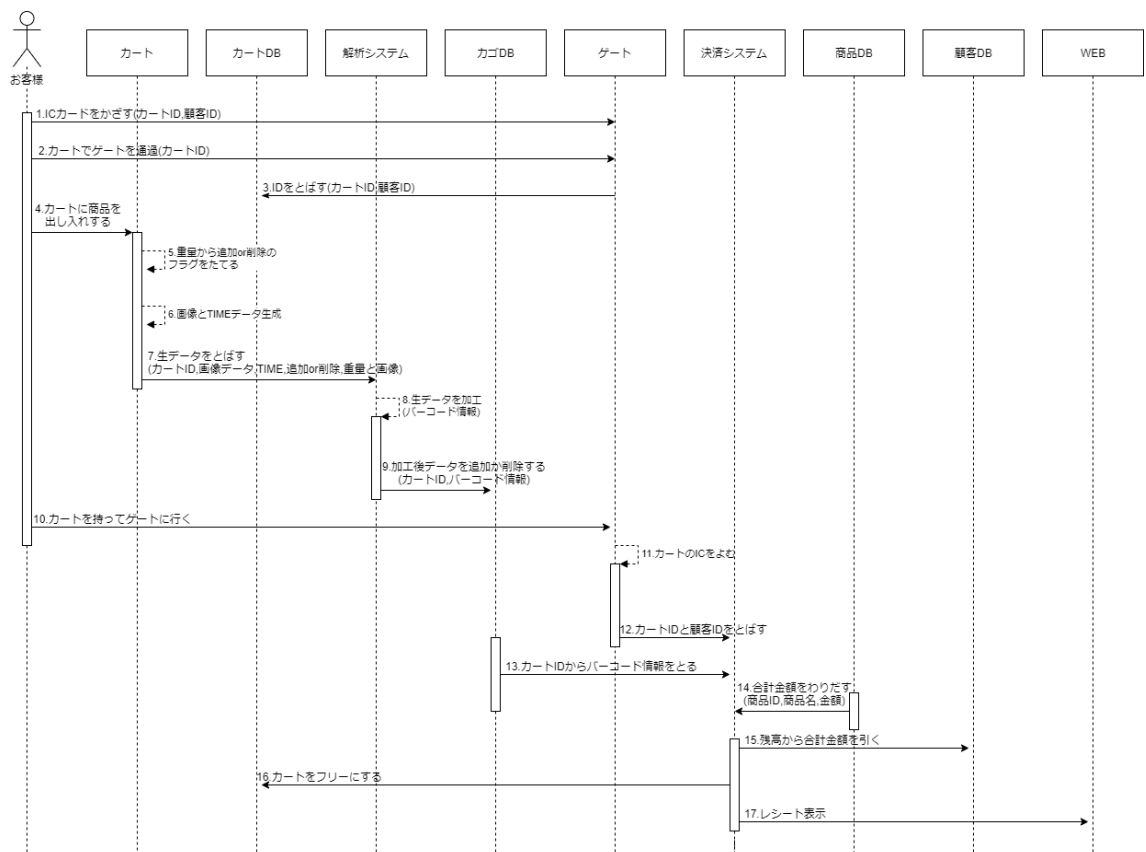 お客様
カート
カートDB
解析システム
カゴDB
ゲート
決済システム
商品DB
顧客DB
WEB
1.ICカードをかざす(カートID,顧客ID)
2.カートでゲートを通過(カートID)
3.IDをとばす(カートID,顧客ID)
4.カートに商品を
出し入れする
5.重量から追加or削除の
フラグをたてる
6.画像とTIMEデータ生成
7.生データをとばす
(カートID,画像データ,TIME,追加or削除,重量と画像)
8.生データを加工
(バーコード情報)
9.加工後データを追加か削除する
(カートID,バーコード情報)
10.カートを持ってゲートに行く
11.カートのICをよむ
12.カートIDと顧客IDをとばす
13.カートIDからバーコード情報をとる
14.合計金額をわりだす
(商品ID,商品名,金額)
15.残高から合計金額を引く
16.カートをフリーにする
17.レシート表示